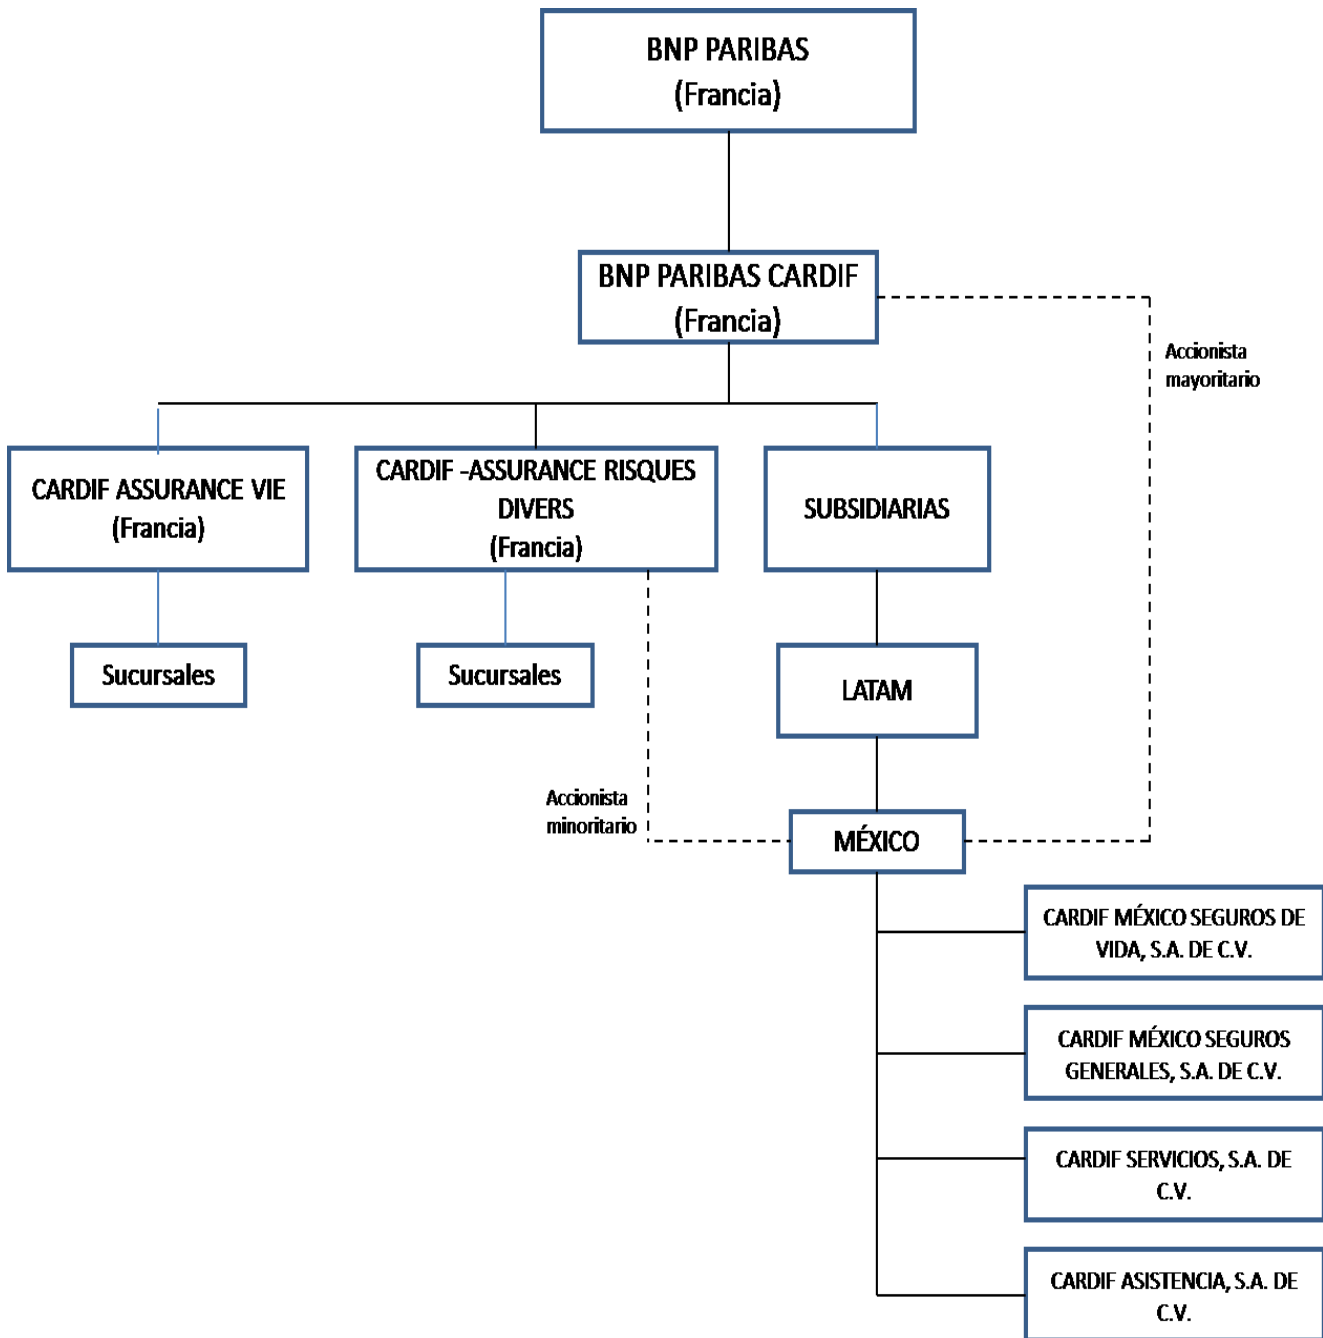 BNP PARIBAS
(Francia)
BNP PARIBAS CARDIF
(Francia)
Accionista
mayoritario
CARDIF ASSURANCE VIE
(Francia)
CARDIF -ASSURANCE RISQUES
DIVERS
(Francia)
SUBSIDIARIAS
Sucursales
Sucursales
LATAM
Accionista
minoritario
MÉXICO
CARDIF MÉXICO SEGUROS DE
VIDA, S.A. DE C.V.
CARDIF MÉXICO SEGUROS
GENERALES, S.A. DE C.V.
CARDIF SERVICIOS, S.A. DE
C.V.
CARDIF ASISTENCIA, S.A. DE
C.V.